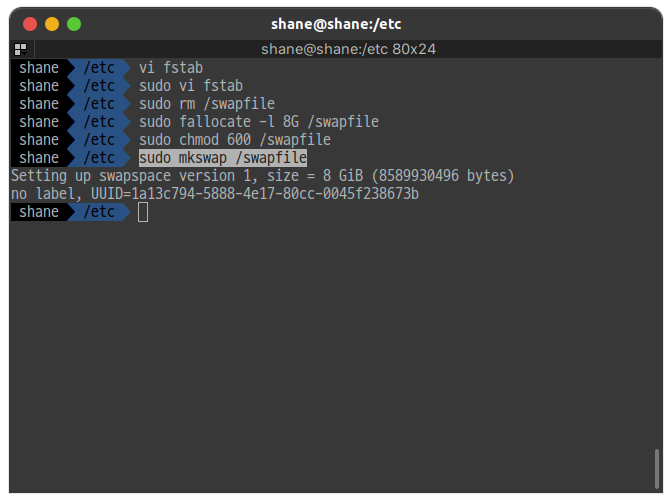 shane@shane:/etc
shane@shane:/etc 80x24
shane /etc vi fstab
shane /etc sudo vi fstab
shane /etc sudo rm /swapfile
shane /etc sudo fallocate -l 8G /swapfile
shane /etc sudo chmod 600 /swapfile
shane /etc sudo mkswap /swapfile
Setting up swapspace version 1, size = 8 GiB (8589930496 bytes)
no label, UUID=1a13c794-5888-4e17-80cc-0045f238673b
shane /etc